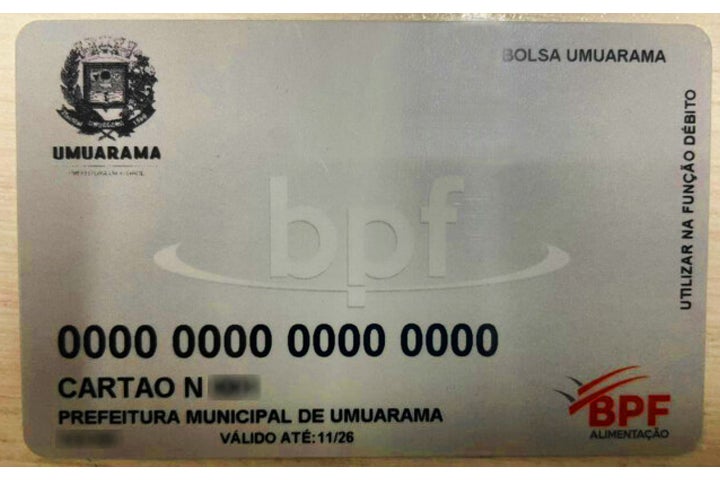 BOLSA UMUARAMA
UMUARAMA
UTILIZAR NA FUNÇÃO DÉBITO
bpf
0000 0000 0000 0000
CARTAO N
PREFEITURA MUNICIPAL DE UMUARAMA
VÁLIDO ATÉ:11/26
BPF
ALIMENTAÇÃO